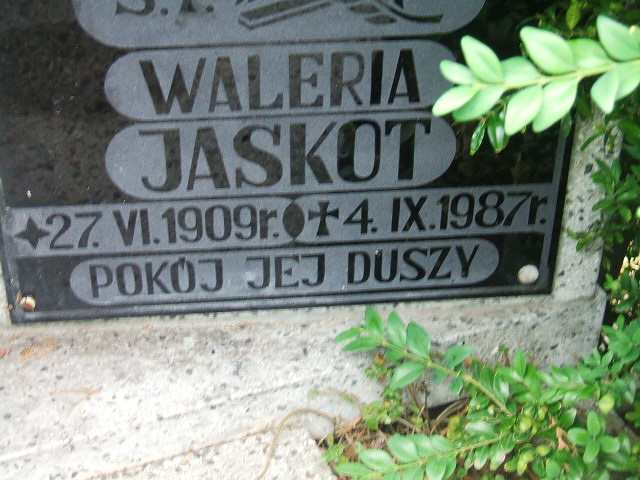 Ś.P.
WALERIA
JASKOT
27. VI. 1909r. 4. IX. 1987r.
POKÓJ JEJ DUSZY